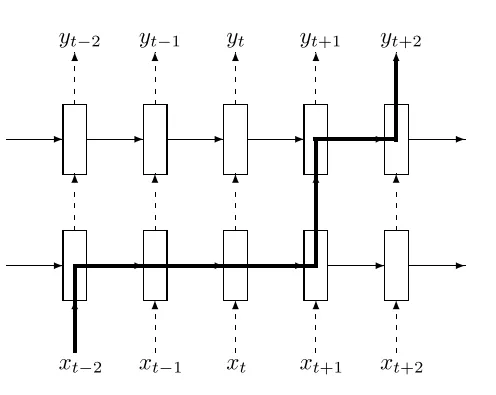 y_{t-2} y_{t-1} y_t y_{t+1} y_{t+2}
x_{t-2} x_{t-1} x_t x_{t+1} x_{t+2}